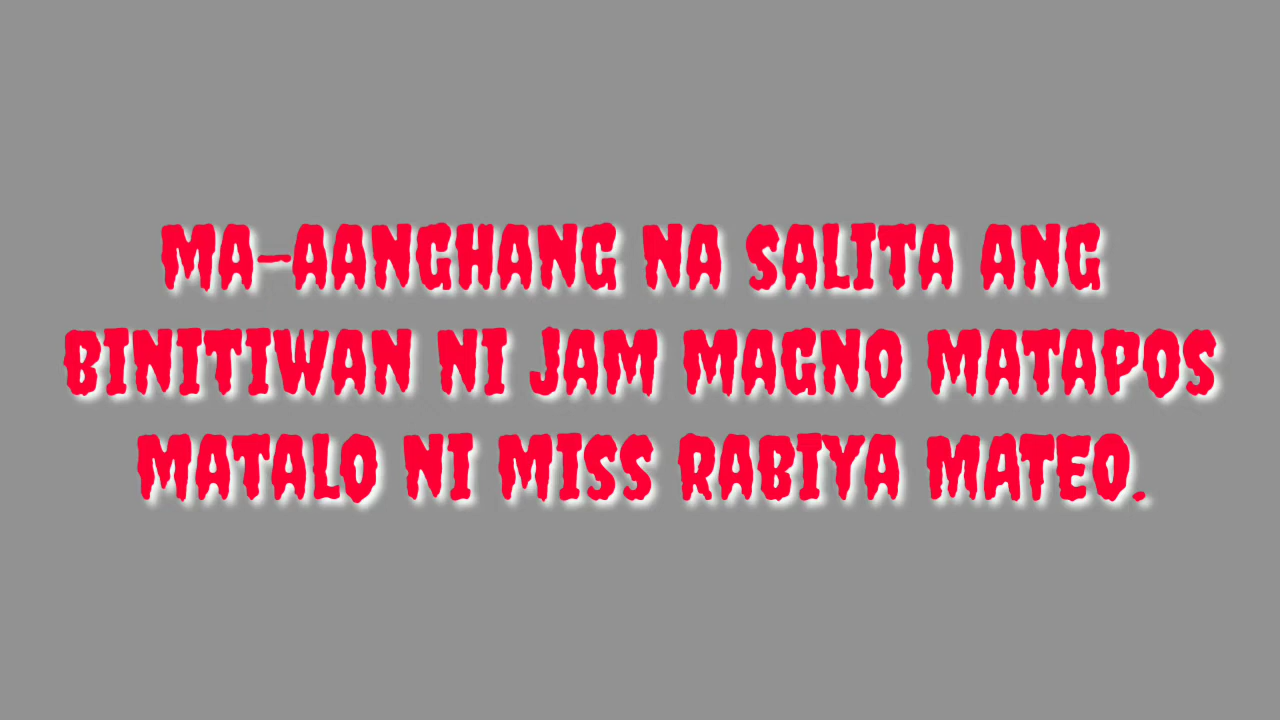 MA-AANGHANG NA SALITA ANG
BINITIWAN NI JAM MAGNO MATAPOS
MATALO NI MISS RABIYA MATEO.